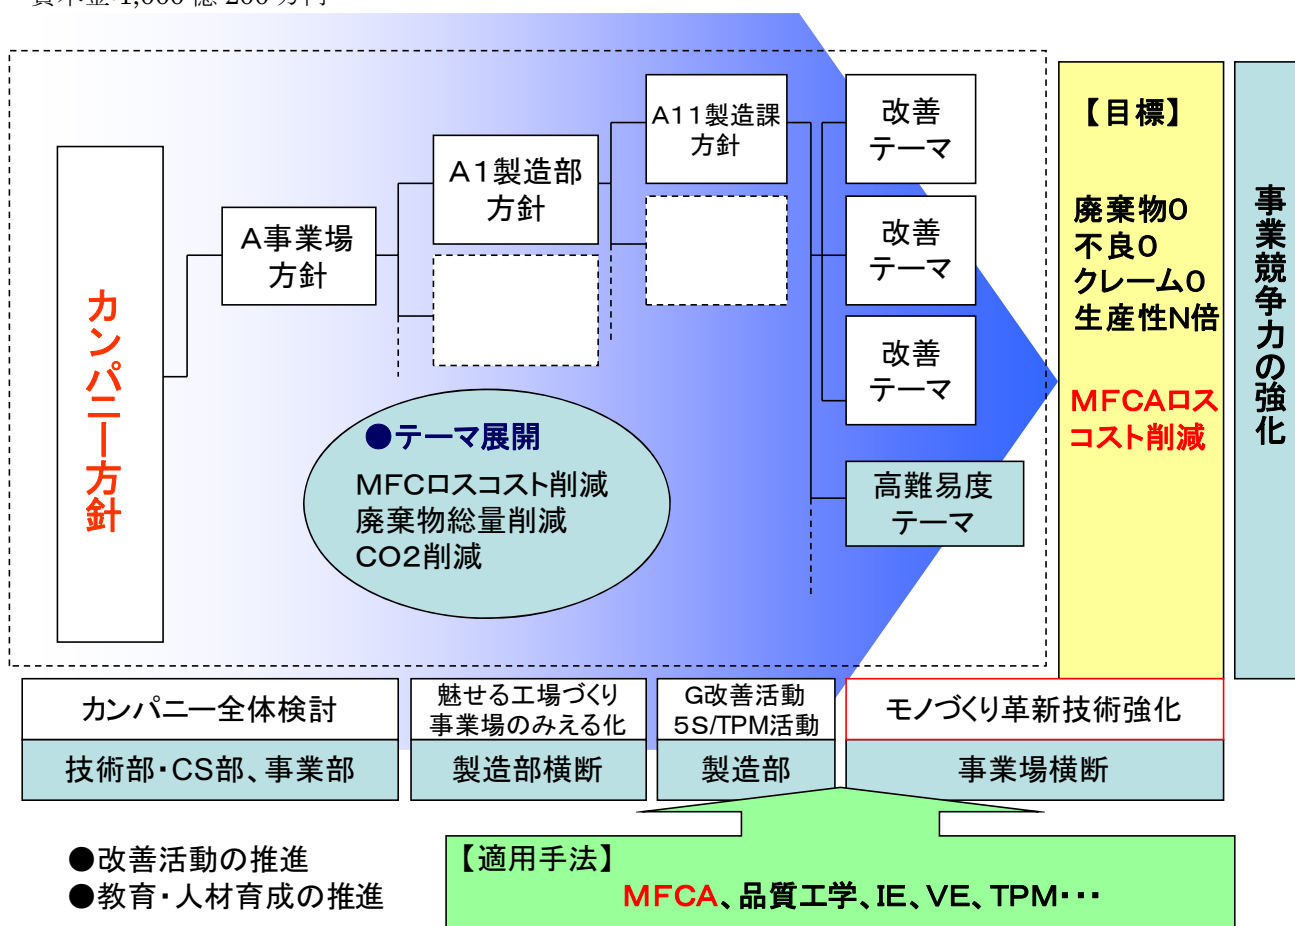 カンパニー方針
A事業場
方針
A1製造部
方針
A11製造課
方針
改善
テーマ
改善
テーマ
改善
テーマ
高難易度
テーマ
●テーマ展開
MFCロスコスト削減
廃棄物総量削減
CO2削減
【目標】
廃棄物0
不良0
クレーム0
生産性N倍
MFCAロス
コスト削減
事業競争力の強化
カンパニー全体検討
技術部・CS部、事業部
魅せる工場づくり
事業場のみえる化
製造部横断
G改善活動
5S/TPM活動
製造部
モノづくり革新技術強化
事業場横断
●改善活動の推進
●教育・人材育成の推進
【適用手法】
MFCA、品質工学、IE、VE、TPM・・・